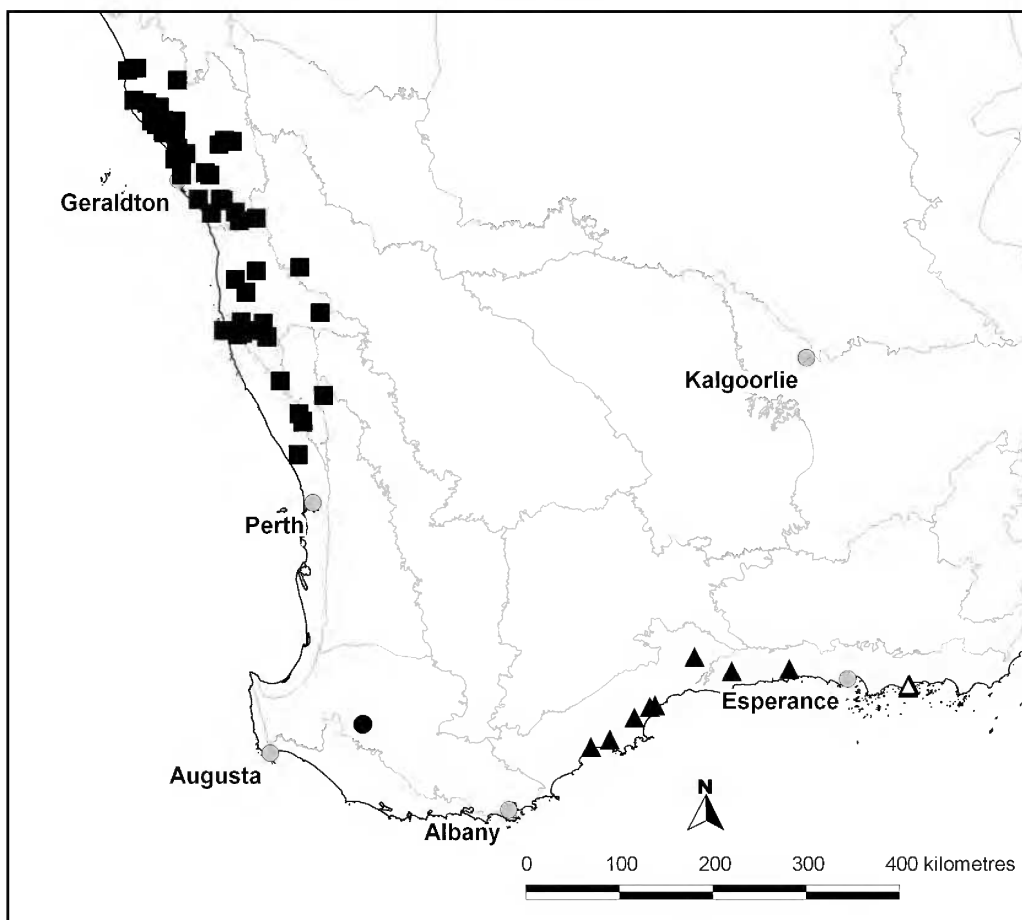 Geraldton
Kalgoorlie
Perth
Esperance
Augusta
Albany
N
0 100 200 300 400 kilometres